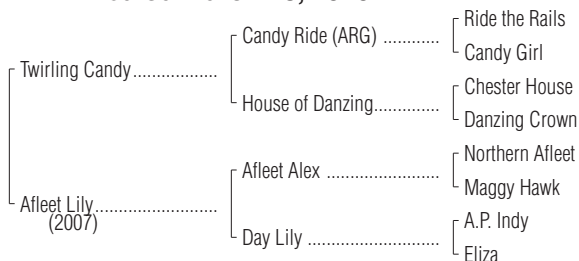 Ride the Rails
Candy Ride (ARG) ............
Candy Girl
Twirling Candy..................
Chester House
House of Danzing..............
Danzing Crown
Northern Afleet
Afleet Alex ........................
Maggy Hawk
Afleet Lily..........................
(2007)
A.P. Indy
Day Lily ............................
Eliza